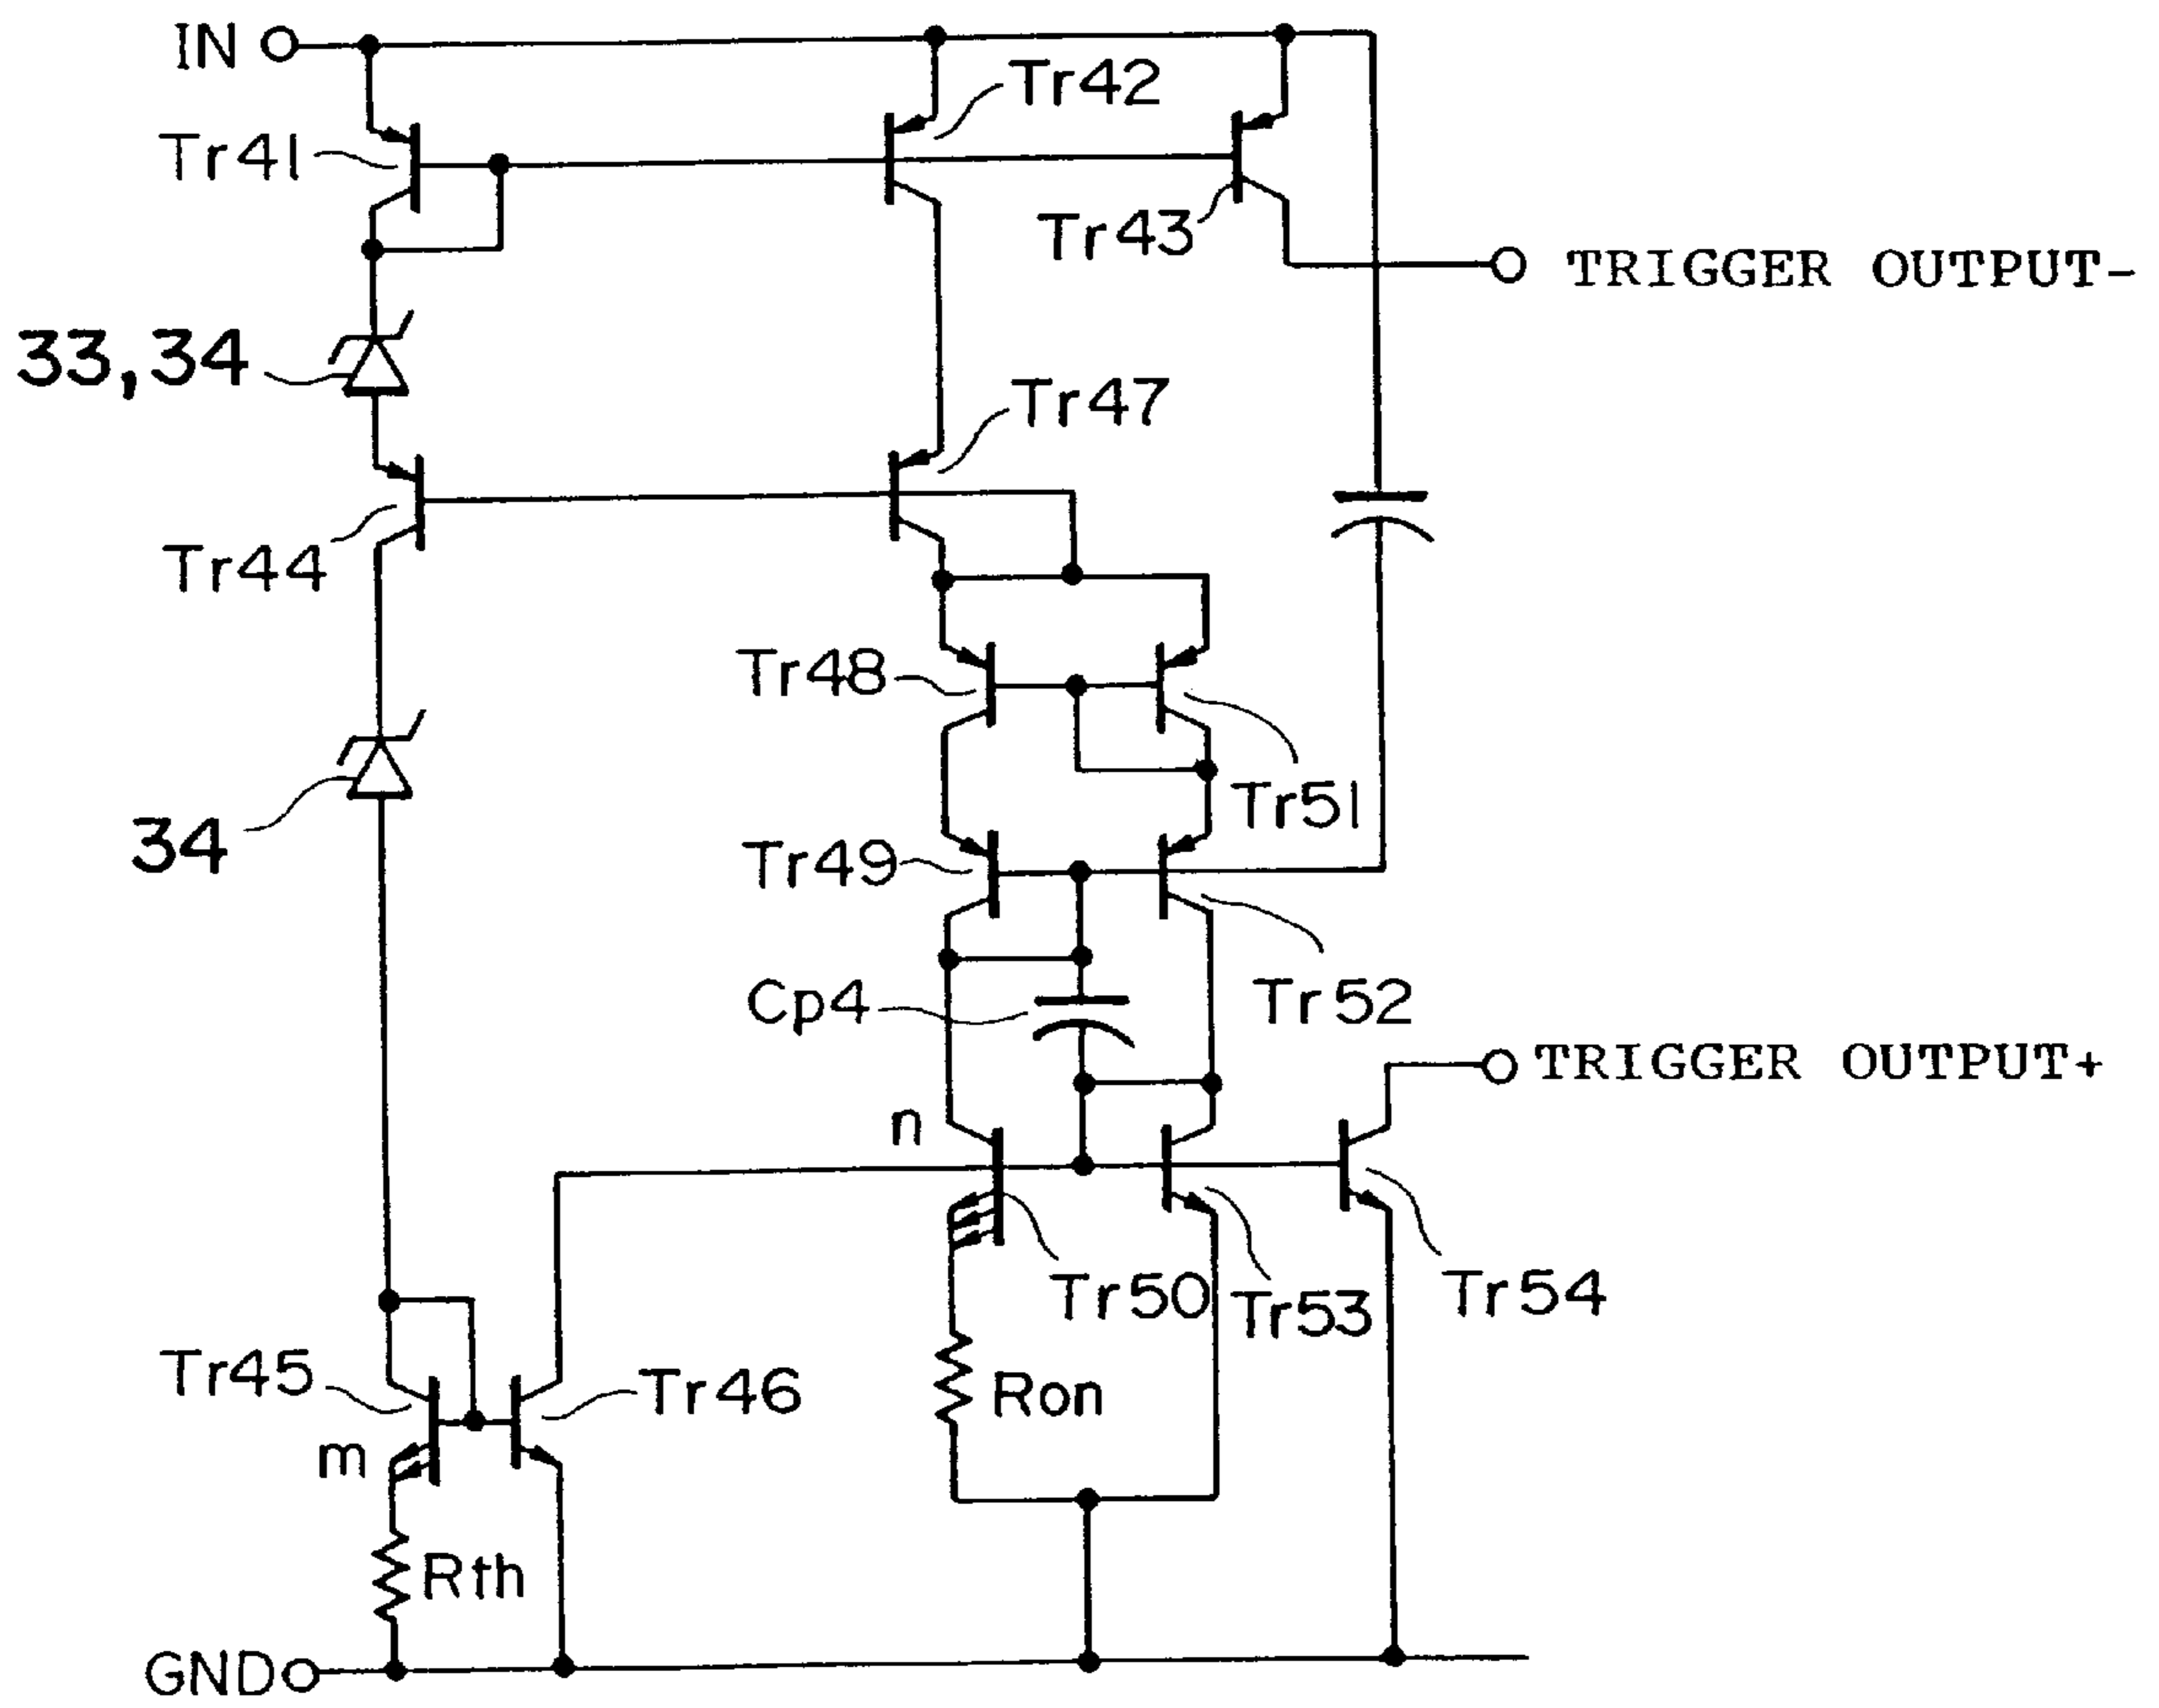 IN
Tr42
Tr41
Tr43
TRIGGER OUTPUT-
33,34
Tr47
Tr44
Tr48
Tr51
34
Tr49
Cp4
Tr52
TRIGGER OUTPUT+
n
Tr50
Tr53
Tr54
Tr45
Tr46
Ron
m
Rth
GND